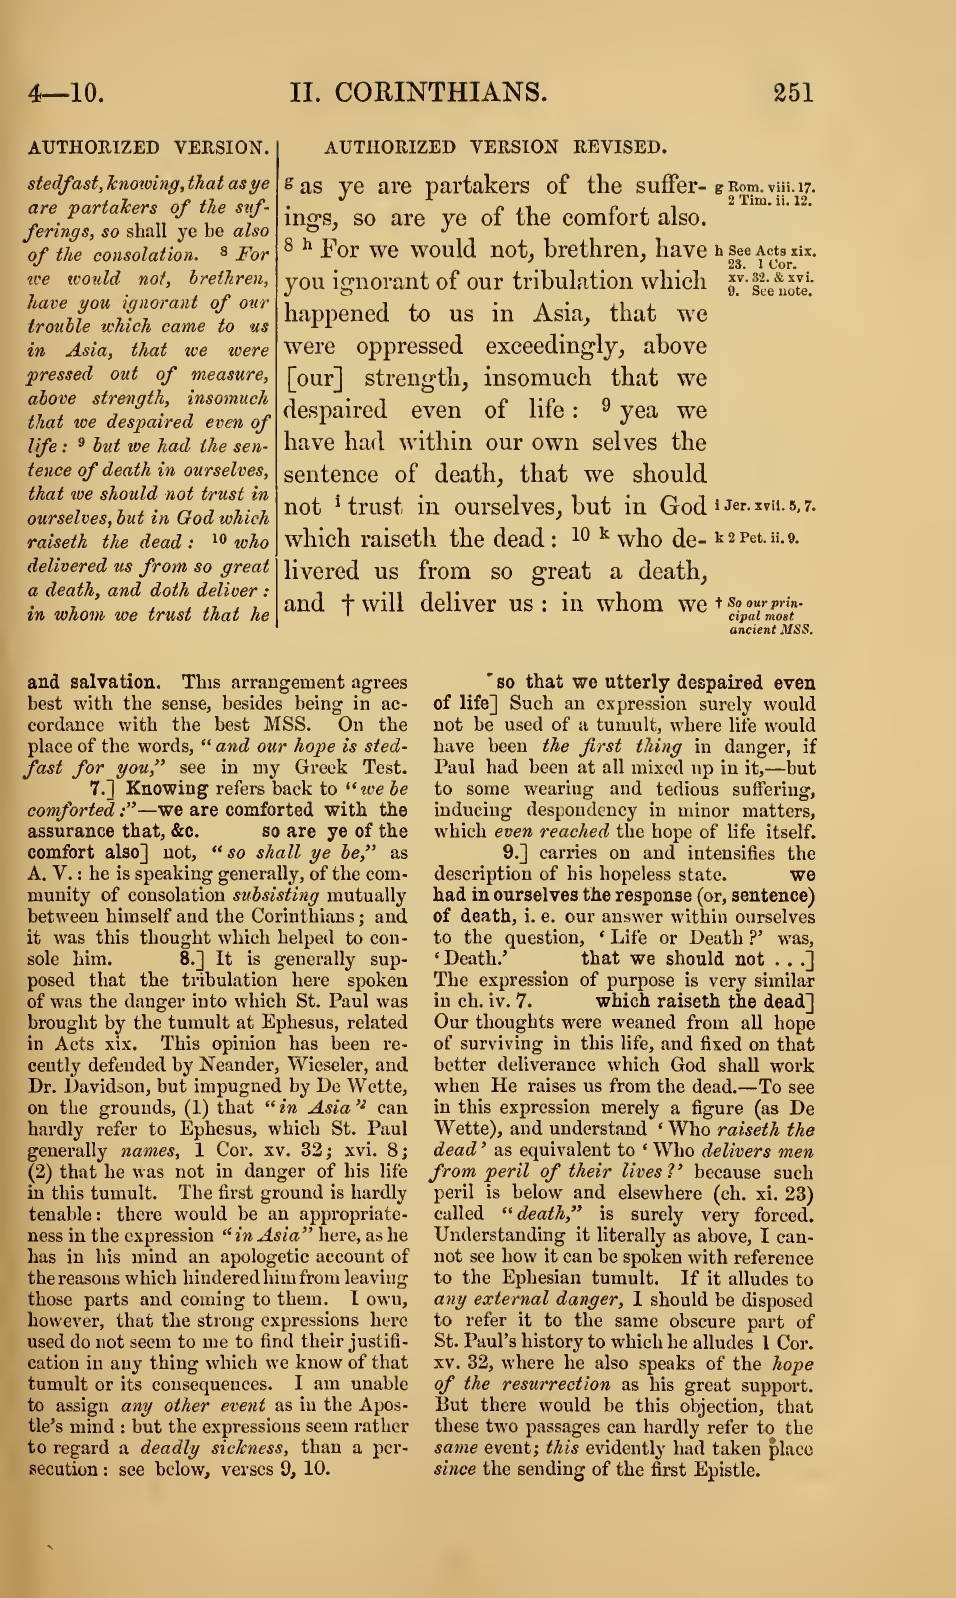 4—10.
II. CORINTHIANS.
251
AUTHORIZED VERSION.
stedfast, knowing, that as ye
are partakers of the suf-
ferings, so shall ye be also
of the consolation. 8 For
we would not, brethren,
have you ignorant of our
trouble which came to us
in Asia, that we were
pressed out of measure,
above strength, insomuch
that we despaired even of
life: 9 but we had the sen-
tence of death in ourselves,
that we should not trust in
ourselves, but in God which
raiseth the dead: 10 who
delivered us from so great
a death, and doth deliver:
in whom we trust that he
AUTHORIZED VERSION REVISED.
g as ye are partakers of the suffer-
ings, so are ye of the comfort also.
8 h For we would not, brethren, have
you ignorant of our tribulation which
happened to us in Asia, that we
were oppressed exceedingly, above
[our] strength, insomuch that we
despaired even of life: 9 yea we
have had within our own selves the
sentence of death, that we should
not i trust in ourselves, but in God
which raiseth the dead: 10 k who de-
livered us from so great a death,
and † will deliver us: in whom we
g Rom. viii. 17.
2 Tim. ii. 12.
h See Acts xix.
23. 1 Cor.
xv. 32. & xvi.
9. See note.
i Jer. xvii. 5, 7.
k 2 Pet. ii. 9.
† So our prin-
cipal most
ancient MSS.
and salvation. This arrangement agrees
best with the sense, besides being in ac-
cordance with the best MSS. On the
place of the words, "and our hope is sted-
fast for you," see in my Greek Test.
7.] Knowing refers back to "we be
comforted:"—we are comforted with the
assurance that, &c. so are ye of the
comfort also] not, "so shall ye be," as
A. V.: he is speaking generally, of the com-
munity of consolation subsisting mutually
between himself and the Corinthians; and
it was this thought which helped to con-
sole him. 8.] It is generally sup-
posed that the tribulation here spoken
of was the danger into which St. Paul was
brought by the tumult at Ephesus, related
in Acts xix. This opinion has been re-
cently defended by Neander, Wieseler, and
Dr. Davidson, but impugned by De Wette,
on the grounds, (1) that "in Asia" can
hardly refer to Ephesus, which St. Paul
generally names, 1 Cor. xv. 32; xvi. 8;
(2) that he was not in danger of his life
in this tumult. The first ground is hardly
tenable: there would be an appropriate-
ness in the expression "in Asia" here, as he
has in his mind an apologetic account of
the reasons which hindered him from leaving
those parts and coming to them. I own,
however, that the strong expressions here
used do not seem to me to find their justifi-
cation in any thing which we know of that
tumult or its consequences. I am unable
to assign any other event as in the Apos-
tle's mind: but the expressions seem rather
to regard a deadly sickness, than a per-
secution: see below, verses 9, 10.
so that we utterly despaired even
of life] Such an expression surely would
not be used of a tumult, where life would
have been the first thing in danger, if
Paul had been at all mixed up in it,—but
to some wearing and tedious suffering,
inducing despondency in minor matters,
which even reached the hope of life itself.
9.] carries on and intensifies the
description of his hopeless state. we
had in ourselves the response (or, sentence)
of death, i. e. our answer within ourselves
to the question, 'Life or Death?' was,
'Death.' that we should not . . .]
The expression of purpose is very similar
in ch. iv. 7. which raiseth the dead]
Our thoughts were weaned from all hope
of surviving in this life, and fixed on that
better deliverance which God shall work
when He raises us from the dead.—To see
in this expression merely a figure (as De
Wette), and understand 'Who raiseth the
dead' as equivalent to 'Who delivers men
from peril of their lives?' because such
peril is below and elsewhere (ch. xi. 23)
called "death," is surely very forced.
Understanding it literally as above, I can-
not see how it can be spoken with reference
to the Ephesian tumult. If it alludes to
any external danger, I should be disposed
to refer it to the same obscure part of
St. Paul's history to which he alludes 1 Cor.
xv. 32, where he also speaks of the hope
of the resurrection as his great support.
But there would be this objection, that
these two passages can hardly refer to the
same event; this evidently had taken place
since the sending of the first Epistle.